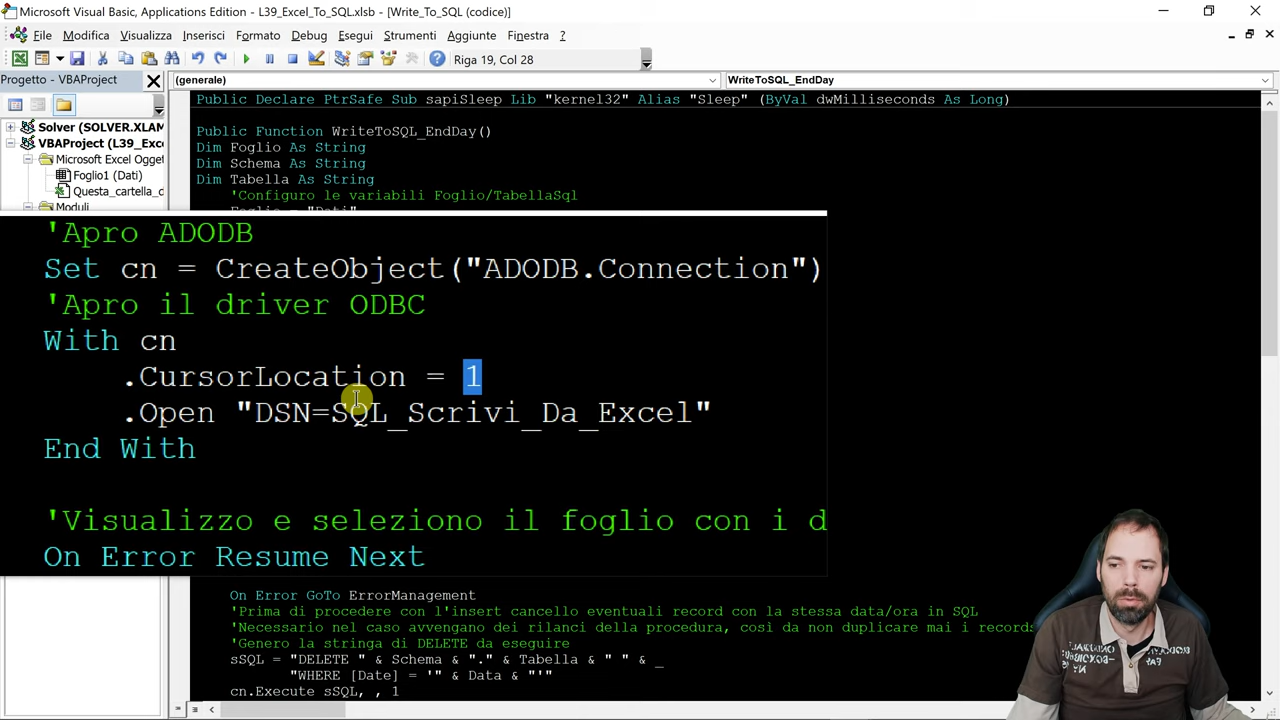 Microsoft Visual Basic, Applications Edition - L39_Excel_To_SQL.xlsb - [Write_To_SQL (codice)]
File Modifica Visualizza Inserisci Formato Debug Esegui Strumenti Aggiunte Finestra ?
Riga 19, Col 28
Progetto - VBAProject
(generale) WriteToSQL_EndDay
Solver (SOLVER.XLAM
VBAProject (L39_Exce
Microsoft Excel Ogget
Foglio1 (Dati)
Questa_cartella_d
Moduli
Public Declare PtrSafe Sub sapiSleep Lib "kernel32" Alias "Sleep" (ByVal dwMilliseconds As Long)
Public Function WriteToSQL_EndDay()
Dim Foglio As String
Dim Schema As String
Dim Tabella As String
'Configuro le variabili Foglio/TabellaSql
Foglio = "Dati"
'Apro ADODB
Set cn = CreateObject("ADODB.Connection")
'Apro il driver ODBC
With cn
.CursorLocation = 1
.Open "DSN=SQL_Scrivi_Da_Excel"
End With
'Visualizzo e seleziono il foglio con i d
On Error Resume Next
On Error GoTo ErrorManagement
'Prima di procedere con l'insert cancello eventuali record con la stessa data/ora in SQL
'Necessario nel caso avvengano dei rilanci della procedura, così da non duplicare mai i records
'Genero la stringa di DELETE da eseguire
sSQL = "DELETE " & Schema & "." & Tabella & " " & _
"WHERE [Date] = '" & Data & "'"
cn.Execute sSQL, , 1